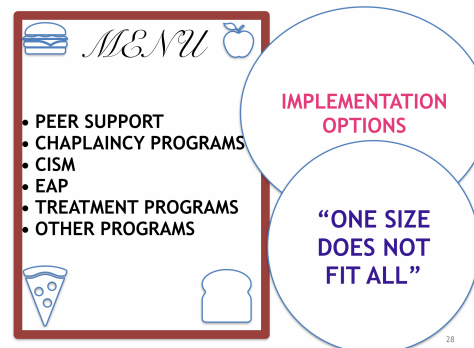 MENU
• PEER SUPPORT
• CHAPLAINCY PROGRAMS
• CISM
• EAP
• TREATMENT PROGRAMS
• OTHER PROGRAMS
IMPLEMENTATION
OPTIONS
“ONE SIZE
DOES NOT
FIT ALL”
28